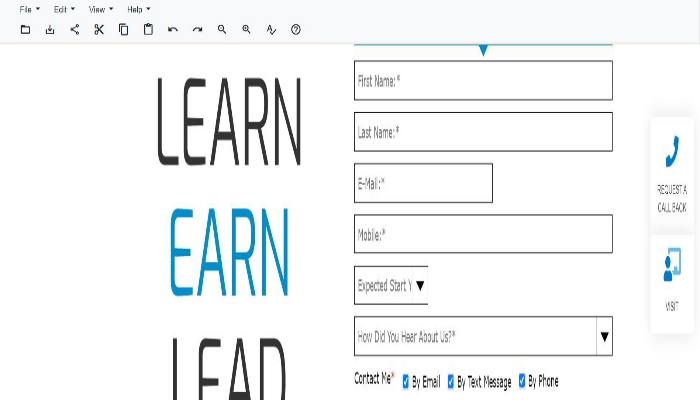 File Edit View Help
LEARN
EARN
LEAD
First Name:*
Last Name:*
E-Mail:*
Mobile:*
Expected Start Y
How Did You Hear About Us?*
Contact Me* By Email By Text Message By Phone
REQUEST A
CALL BACK
VISIT